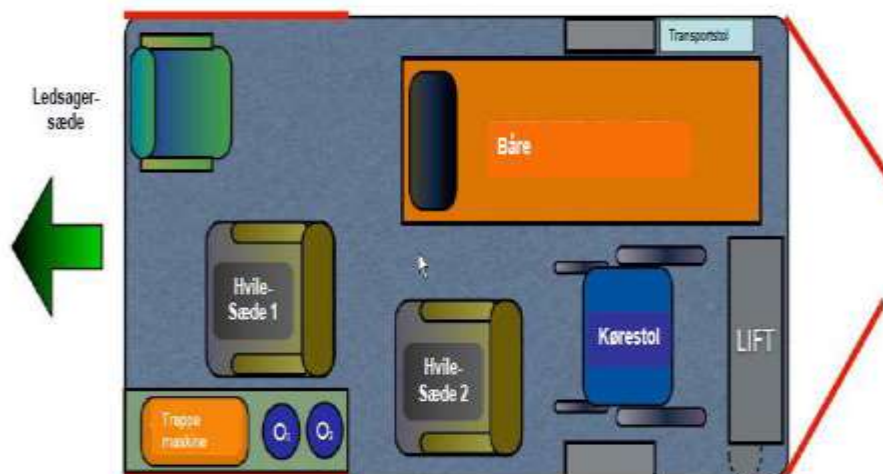 Transportstol
Ledsager-
sæde
Båre
Hvile-
Sæde 1
Kørestol
LIFT
Hvile-
Sæde 2
Trappe
maskine
O₂
O₂